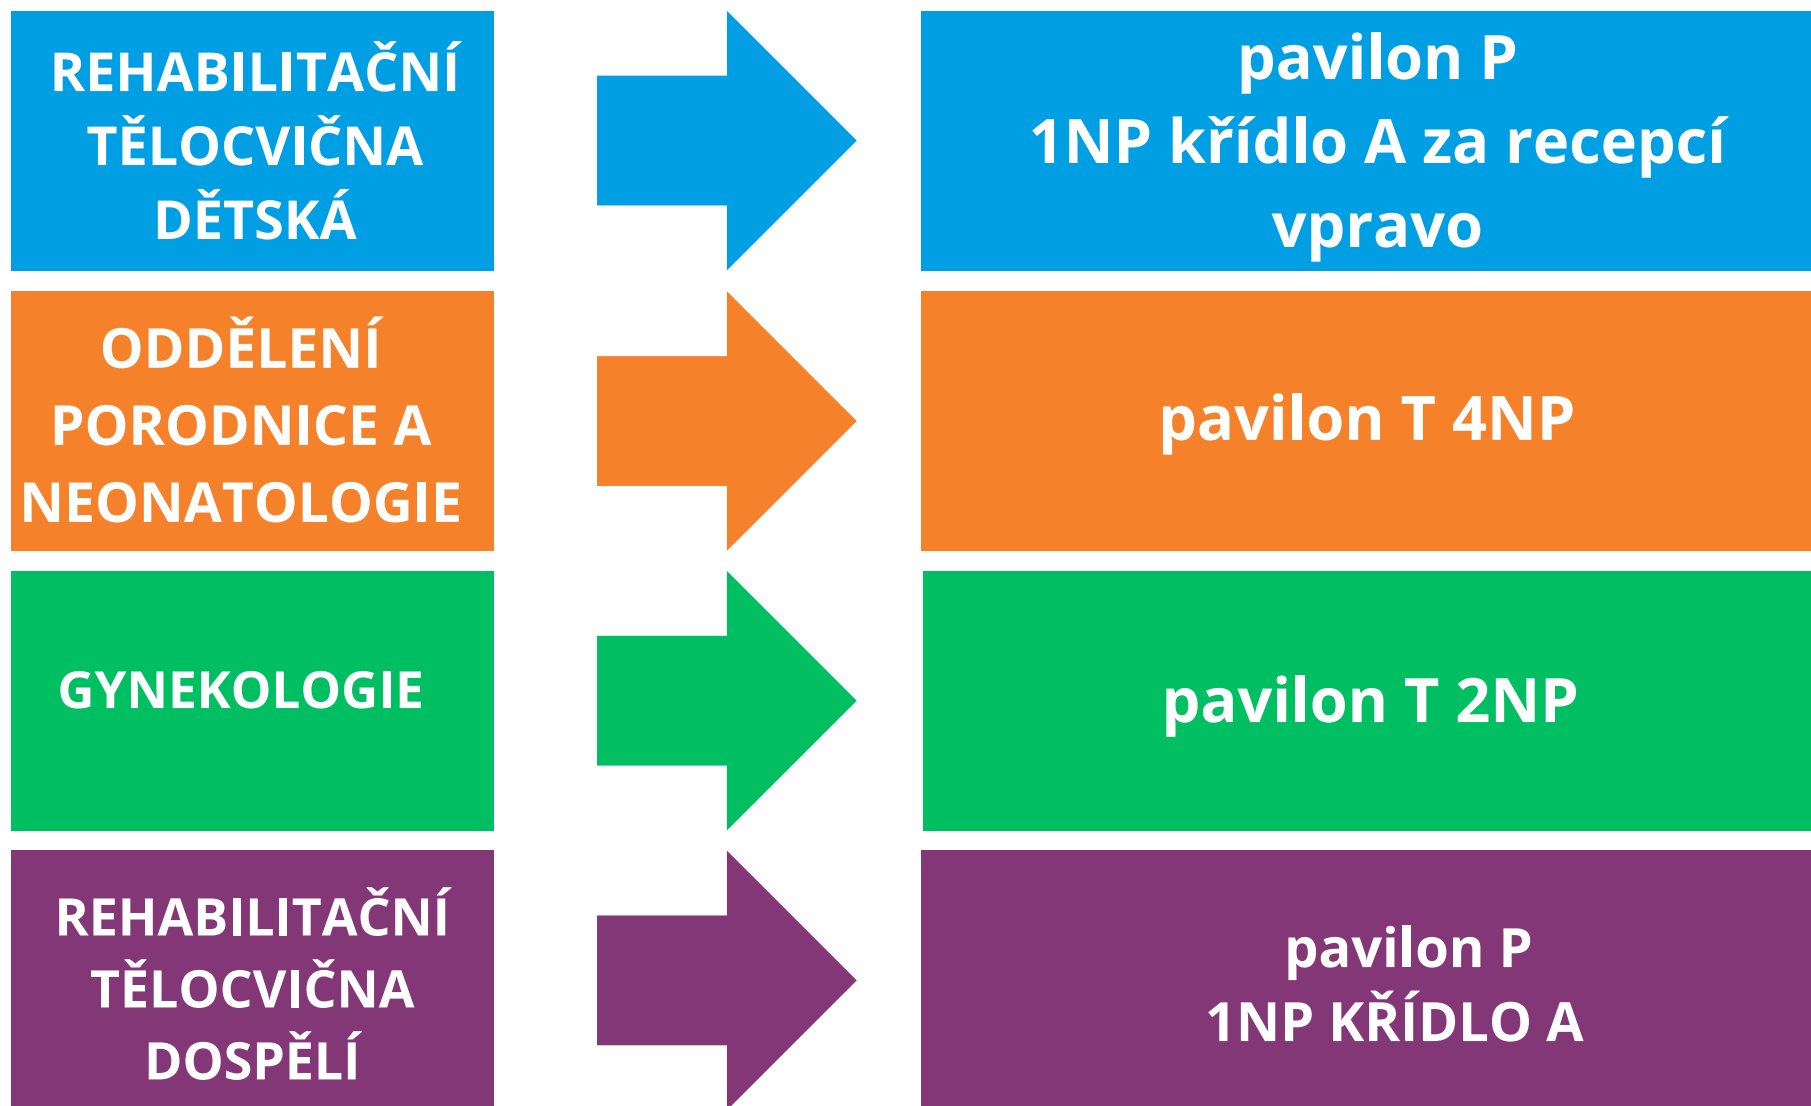 REHABILITAČNÍ
TĚLOCVIČNA
DĚTSKÁ
pavilon P
1NP křídlo A za recepcí
vpravo
ODDĚLENÍ
PORODNICE A
NEONATOLOGIE
pavilon T 4NP
GYNEKOLOGIE
pavilon T 2NP
REHABILITAČNÍ
TĚLOCVIČNA
DOSPĚLÍ
pavilon P
1NP KŘÍDLO A